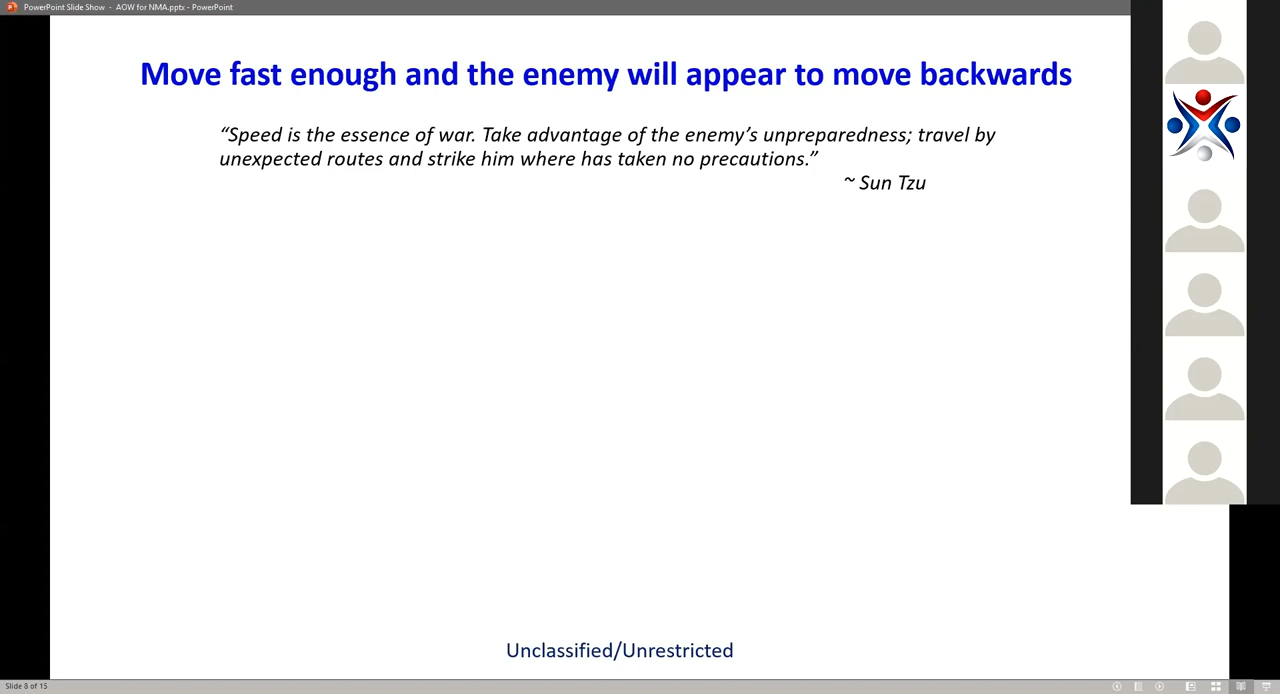 PowerPoint Slide Show - AOW for NMA.pptx - PowerPoint
Move fast enough and the enemy will appear to move backwards
“Speed is the essence of war. Take advantage of the enemy’s unpreparedness; travel by
unexpected routes and strike him where has taken no precautions.”
~ Sun Tzu
Unclassified/Unrestricted
Slide 8 of 15